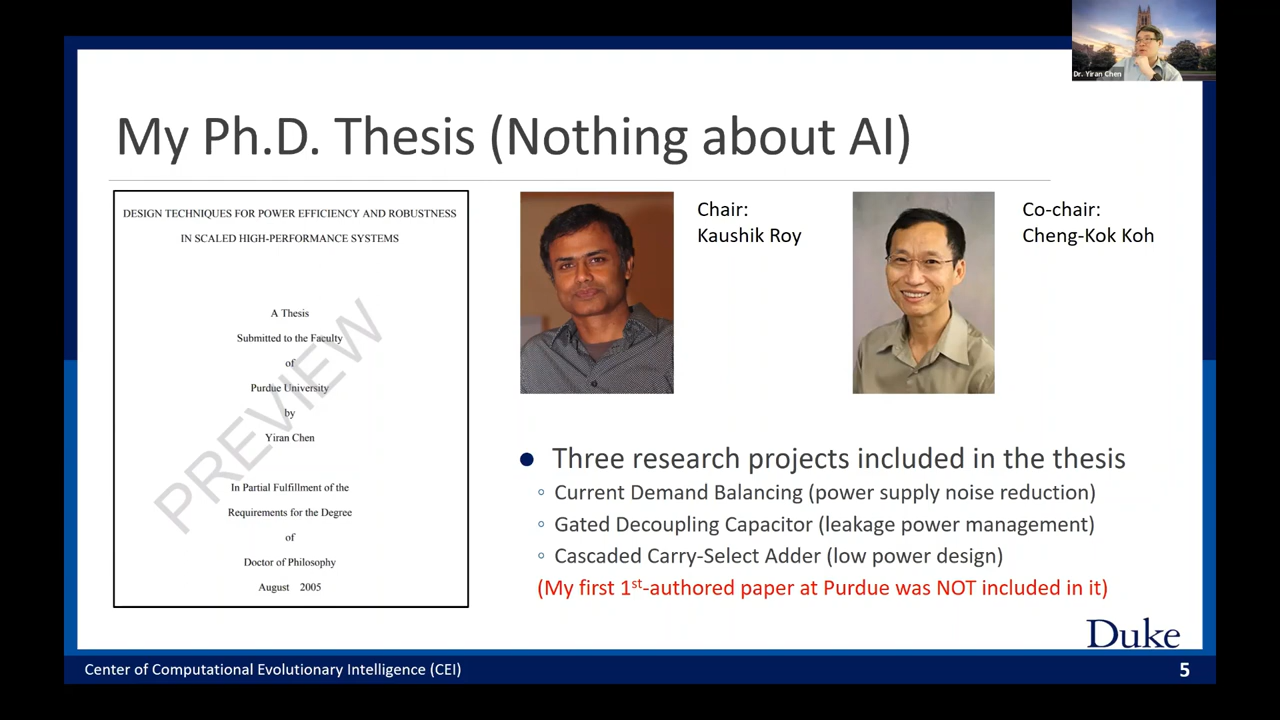 Dr. Yiran Chen
My Ph.D. Thesis (Nothing about AI)
DESIGN TECHNIQUES FOR POWER EFFICIENCY AND ROBUSTNESS
IN SCALED HIGH-PERFORMANCE SYSTEMS
A Thesis
Submitted to the Faculty
of
Purdue University
by
Yiran Chen
In Partial Fulfillment of the
Requirements for the Degree
of
Doctor of Philosophy
August 2005
PREVIEW
Chair:
Kaushik Roy
Co-chair:
Cheng-Kok Koh
● Three research projects included in the thesis
◦ Current Demand Balancing (power supply noise reduction)
◦ Gated Decoupling Capacitor (leakage power management)
◦ Cascaded Carry-Select Adder (low power design)
(My first 1st-authored paper at Purdue was NOT included in it)
Duke
Center of Computational Evolutionary Intelligence (CEI)
5